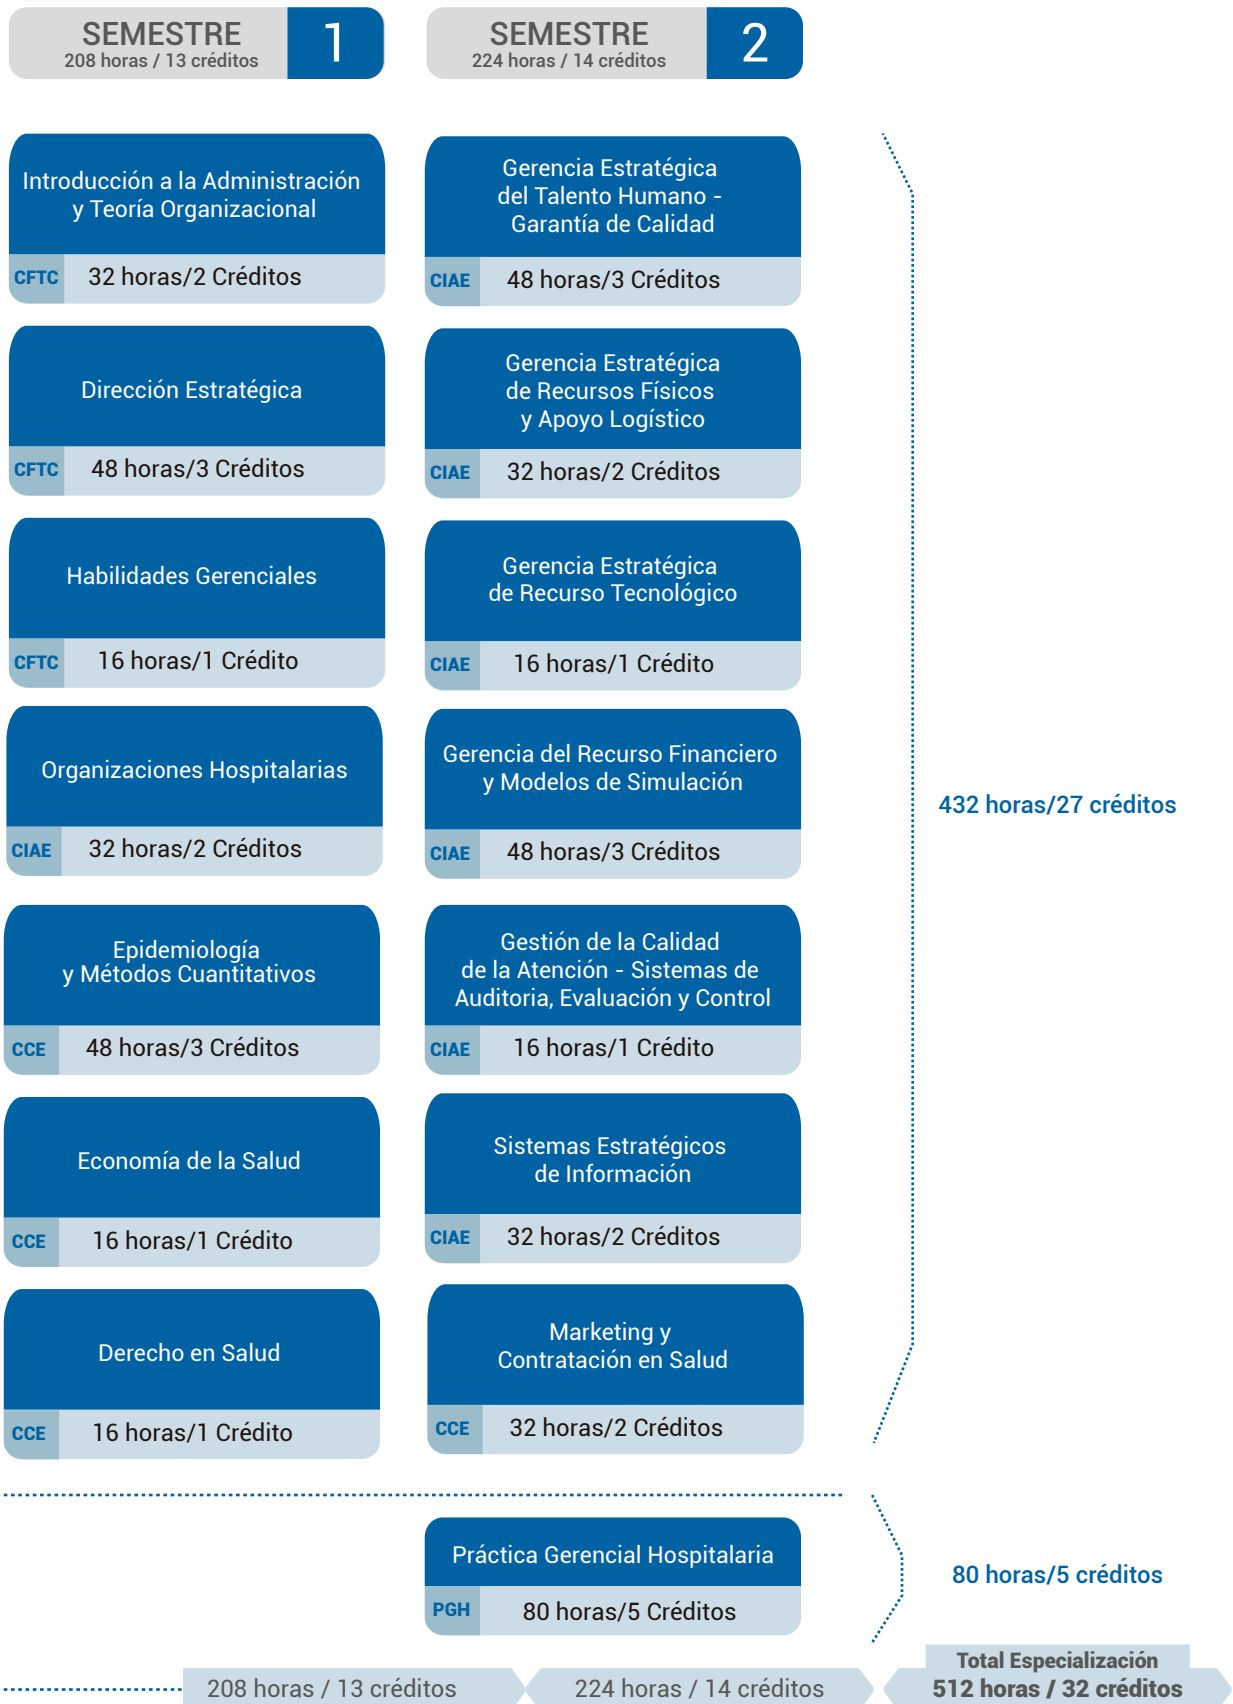 SEMESTRE
208 horas / 13 créditos
1
SEMESTRE
224 horas / 14 créditos
2
Introducción a la Administración
y Teoría Organizacional
CFTC
32 horas/2 Créditos
Gerencia Estratégica
del Talento Humano -
Garantía de Calidad
CIAE
48 horas/3 Créditos
Dirección Estratégica
CFTC
48 horas/3 Créditos
Gerencia Estratégica
de Recursos Físicos
y Apoyo Logístico
CIAE
32 horas/2 Créditos
Habilidades Gerenciales
CFTC
16 horas/1 Crédito
Gerencia Estratégica
de Recurso Tecnológico
CIAE
16 horas/1 Crédito
Organizaciones Hospitalarias
CIAE
32 horas/2 Créditos
Gerencia del Recurso Financiero
y Modelos de Simulación
CIAE
48 horas/3 Créditos
432 horas/27 créditos
Epidemiología
y Métodos Cuantitativos
CCE
48 horas/3 Créditos
Gestión de la Calidad
de la Atención - Sistemas de
Auditoria, Evaluación y Control
CIAE
16 horas/1 Crédito
Economía de la Salud
CCE
16 horas/1 Crédito
Sistemas Estratégicos
de Información
CIAE
32 horas/2 Créditos
Derecho en Salud
CCE
16 horas/1 Crédito
Marketing y
Contratación en Salud
CCE
32 horas/2 Créditos
Práctica Gerencial Hospitalaria
PGH
80 horas/5 Créditos
80 horas/5 créditos
208 horas / 13 créditos
224 horas / 14 créditos
Total Especialización
512 horas / 32 créditos